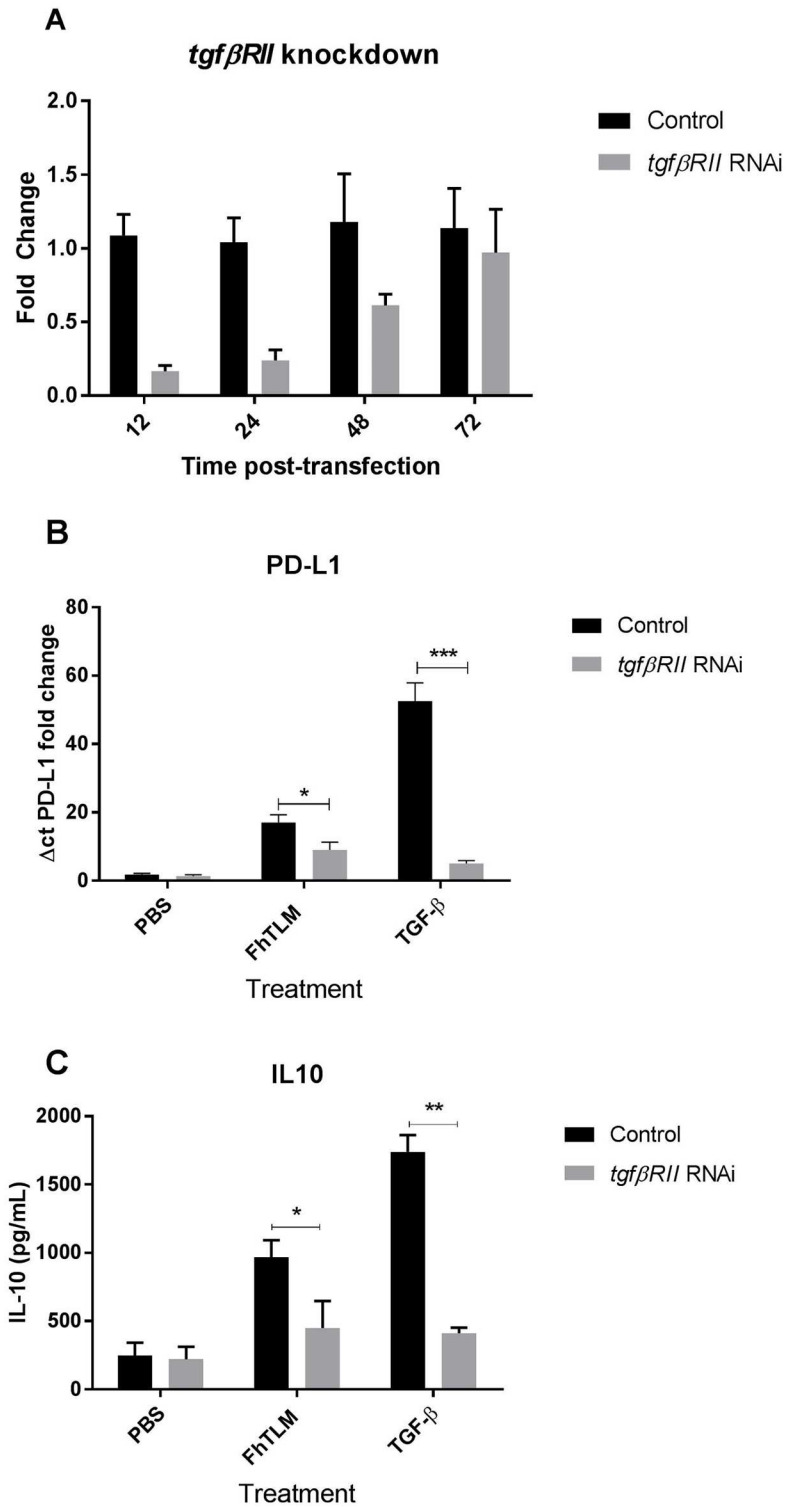 A
tgfβRII knockdown
2.0
1.5
1.0
0.5
0.0
Fold Change
12
24
48
72
Time post-transfection
Control
tgfβRII RNAi
B
PD-L1
80
60
40
20
0
Δct PD-L1 fold change
*
***
PBS
FhTLM
TGF-β
Treatment
Control
tgfβRII RNAi
C
IL10
2000
1500
1000
500
0
IL-10 (pg/mL)
*
**
PBS
FhTLM
TGF-β
Treatment
Control
tgfβRII RNAi